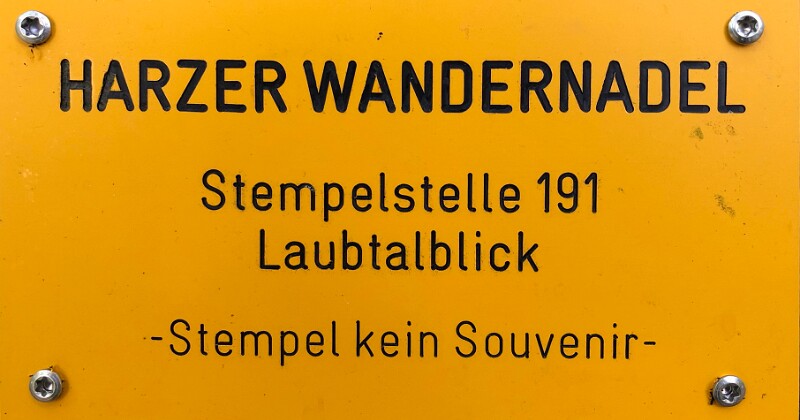 HARZER WANDERNADEL
Stempelstelle 191
Laubtalblick
-Stempel kein Souvenir-